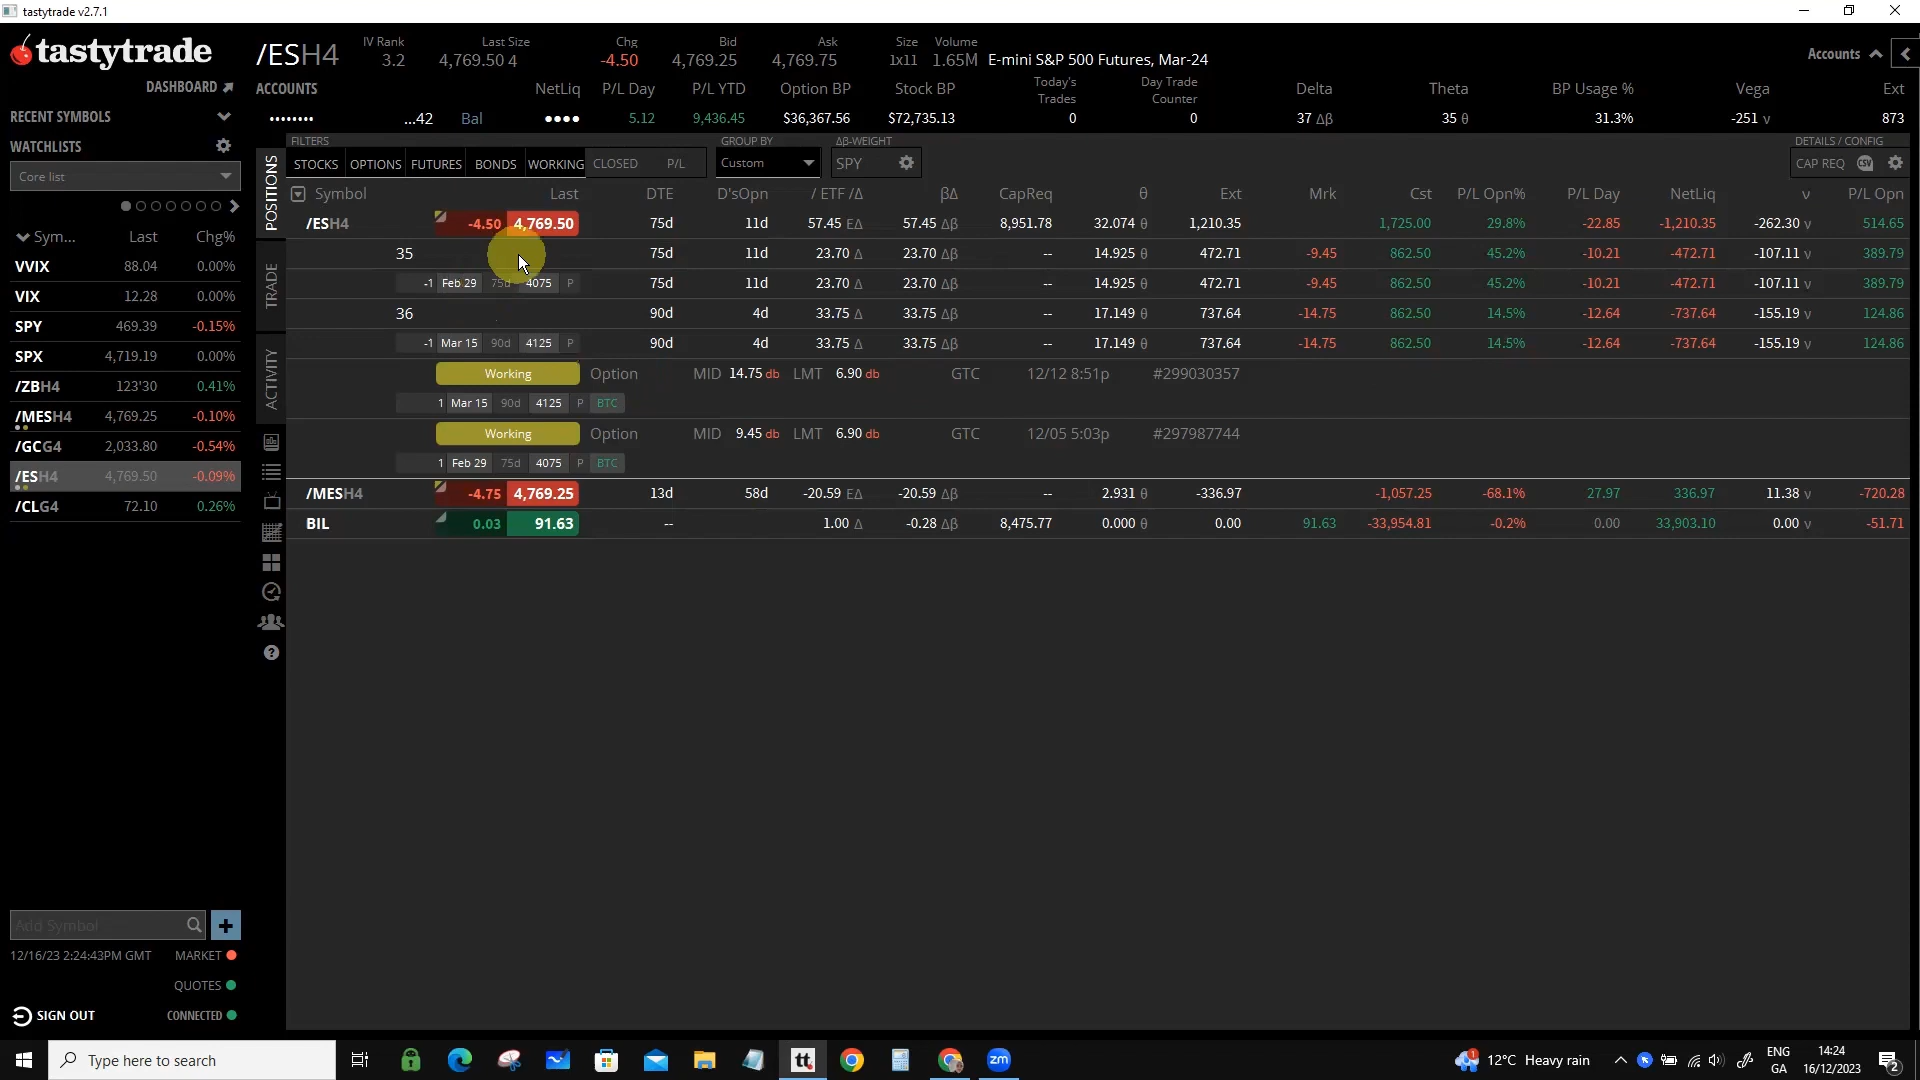 tastytrade v2.7.1
tastytrade
DASHBOARD
RECENT SYMBOLS
WATCHLISTS
Core list
Sym... Last Chg%
VVIX 88.04 0.00%
VIX 12.28 0.00%
SPY 469.39 -0.15%
SPX 4,719.19 0.00%
/ZBH4 123'30 0.41%
/MESH4 4,769.25 -0.10%
/GCG4 2,033.80 -0.54%
/ESH4 4,769.50 -0.09%
/CLG4 72.10 0.26%
Add Symbol
12/16/23 2:24:43PM GMT MARKET
QUOTES
SIGN OUT CONNECTED
/ESH4 IV Rank 3.2 Last Size 4,769.50 4 Chg -4.50 Bid 4,769.25 Ask 4,769.75 Size 1x11 Volume 1.65M E-mini S&P 500 Futures, Mar-24 Accounts
ACCOUNTS NetLiq P/L Day P/L YTD Option BP Stock BP Today's Trades Day Trade Counter Delta Theta BP Usage % Vega Ext
•••••••• ...42 Bal •••• 5.12 9,436.45 $36,367.56 $72,735.13 0 0 37 Δβ 35 θ 31.3% -251 ν 873
FILTERS GROUP BY Δβ-WEIGHT DETAILS / CONFIG
STOCKS OPTIONS FUTURES BONDS WORKING CLOSED P/L Custom SPY CAP REQ CSV
POSITIONS
TRADE
ACTIVITY
Symbol Last DTE D'sOpn / ETF /Δ βΔ CapReq θ Ext Mrk Cst P/L Opn% P/L Day NetLiq ν P/L Opn
/ESH4 -4.50 4,769.50 75d 11d 57.45 EΔ 57.45 Δβ 8,951.78 32.074 θ 1,210.35 1,725.00 29.8% -22.85 -1,210.35 -262.30 ν 514.65
35 75d 11d 23.70 Δ 23.70 Δβ -- 14.925 θ 472.71 -9.45 862.50 45.2% -10.21 -472.71 -107.11 ν 389.79
-1 Feb 29 75d 4075 P 75d 11d 23.70 Δ 23.70 Δβ -- 14.925 θ 472.71 -9.45 862.50 45.2% -10.21 -472.71 -107.11 ν 389.79
36 90d 4d 33.75 Δ 33.75 Δβ -- 17.149 θ 737.64 -14.75 862.50 14.5% -12.64 -737.64 -155.19 ν 124.86
-1 Mar 15 90d 4125 P 90d 4d 33.75 Δ 33.75 Δβ -- 17.149 θ 737.64 -14.75 862.50 14.5% -12.64 -737.64 -155.19 ν 124.86
Working Option MID 14.75 db LMT 6.90 db GTC 12/12 8:51p #299030357
1 Mar 15 90d 4125 P BTC
Working Option MID 9.45 db LMT 6.90 db GTC 12/05 5:03p #297987744
1 Feb 29 75d 4075 P BTC
/MESH4 -4.75 4,769.25 13d 58d -20.59 EΔ -20.59 Δβ -- 2.931 θ -336.97 -1,057.25 -68.1% 27.97 336.97 11.38 ν -720.28
BIL 0.03 91.63 -- 1.00 Δ -0.28 Δβ 8,475.77 0.000 θ 0.00 91.63 -33,954.81 -0.2% 0.00 33,903.10 0.00 ν -51.71
Type here to search
tt
zm
1
12°C Heavy rain
ENG GA
14:24
16/12/2023
2